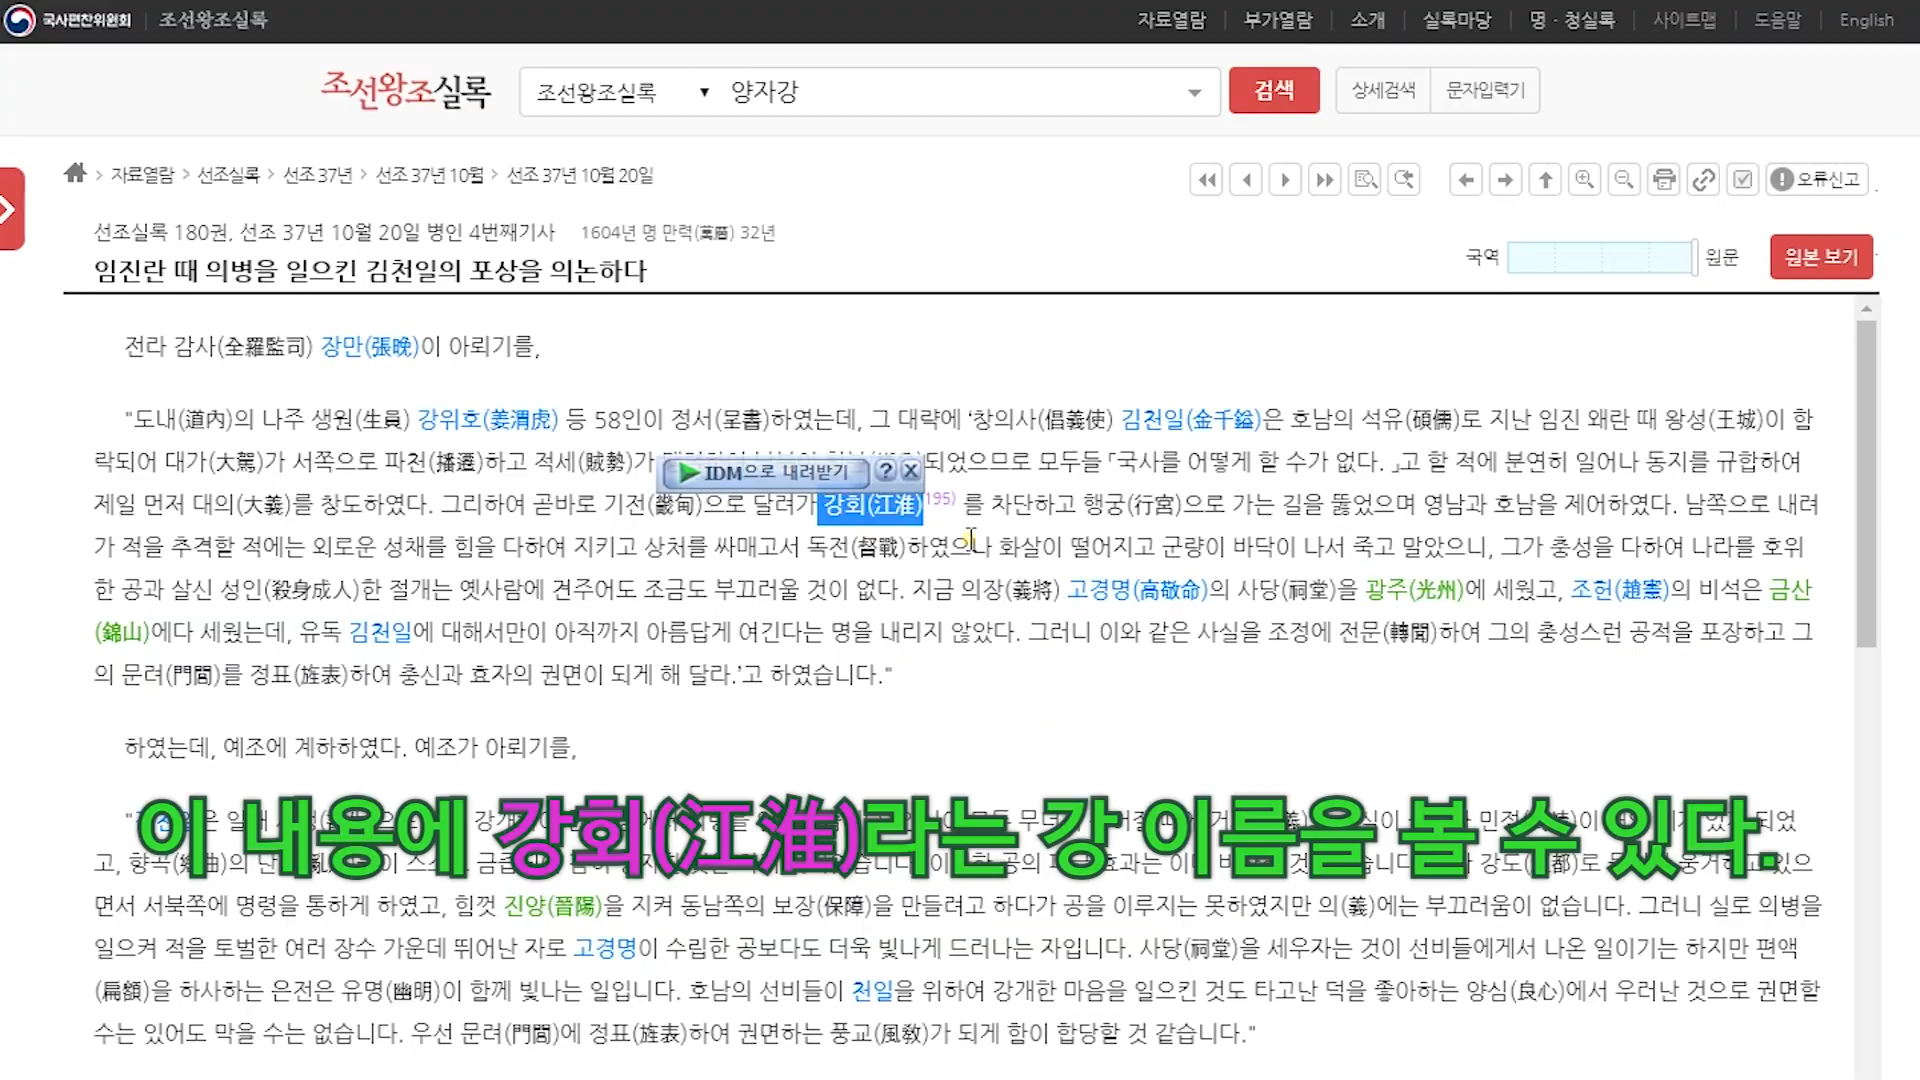 국사편찬위원회 조선왕조실록 자료열람 부가열람 소개 실록마당 명 · 청실록 사이트맵 도움말 English
조선왕조실록 조선왕조실록 ▼ 양자강 검색 상세검색 문자입력기
자료열람 > 선조실록 > 선조 37년 > 선조 37년 10월 > 선조 37년 10월 20일 오류신고
선조실록 180권, 선조 37년 10월 20일 병인 4번째기사 1604년 명 만력(萬曆) 32년
국역 원문 원본 보기
임진란 때 의병을 일으킨 김천일의 포상을 의논하다
전라 감사(全羅監司) 장만(張晩)이 아뢰기를,
"도내(道內)의 나주 생원(生員) 강위호(姜渭虎) 등 58인이 정서(呈書)하였는데, 그 대략에 ‘창의사(倡義使) 김천일(金千鎰)은 호남의 석유(碩儒)로 지난 임진 왜란 때 왕성(王城)이 함
락되어 대가(大駕)가 서쪽으로 파천(播遷)하고 적세(賊勢)가 되었으므로 모두들 ｢국사를 어떻게 할 수가 없다.｣고 할 적에 분연히 일어나 동지를 규합하여
IDM으로 내려받기 ? X
제일 먼저 대의(大義)를 창도하였다. 그리하여 곧바로 기전(畿甸)으로 달려가 강회(江淮)195) 를 차단하고 행궁(行宮)으로 가는 길을 뚫었으며 영남과 호남을 제어하였다. 남쪽으로 내려
가 적을 추격할 적에는 외로운 성채를 힘을 다하여 지키고 상처를 싸매고서 독전(督戰)하였으나 화살이 떨어지고 군량이 바닥이 나서 죽고 말았으니, 그가 충성을 다하여 나라를 호위
한 공과 살신 성인(殺身成人)한 절개는 옛사람에 견주어도 조금도 부끄러울 것이 없다. 지금 의장(義將) 고경명(高敬命)의 사당(祠堂)을 광주(光州)에 세웠고, 조헌(趙憲)의 비석은 금산
(錦山)에다 세웠는데, 유독 김천일에 대해서만이 아직까지 아름답게 여긴다는 명을 내리지 않았다. 그러니 이와 같은 사실을 조정에 전문(轉聞)하여 그의 충성스런 공적을 포장하고 그
의 문려(門閭)를 정표(旌表)하여 충신과 효자의 권면이 되게 해 달라.’고 하였습니다."
하였는데, 예조에 계하하였다. 예조가 아뢰기를,
이 내용에 강회(江淮)라는 강 이름을 볼 수 있다.
면서 서북쪽에 명령을 통하게 하였고, 힘껏 진양(晉陽)을 지켜 동남쪽의 보장(保障)을 만들려고 하다가 공을 이루지는 못하였지만 의(義)에는 부끄러움이 없습니다. 그러니 실로 의병을
일으켜 적을 토벌한 여러 장수 가운데 뛰어난 자로 고경명이 수립한 공보다도 더욱 빛나게 드러나는 자입니다. 사당(祠堂)을 세우자는 것이 선비들에게서 나온 일이기는 하지만 편액
(扁額)을 하사하는 은전은 유명(幽明)이 함께 빛나는 일입니다. 호남의 선비들이 천일을 위하여 강개한 마음을 일으킨 것도 타고난 덕을 좋아하는 양심(良心)에서 우러난 것으로 권면할
수는 있어도 막을 수는 없습니다. 우선 문려(門閭)에 정표(旌表)하여 권면하는 풍교(風敎)가 되게 함이 합당할 것 같습니다."